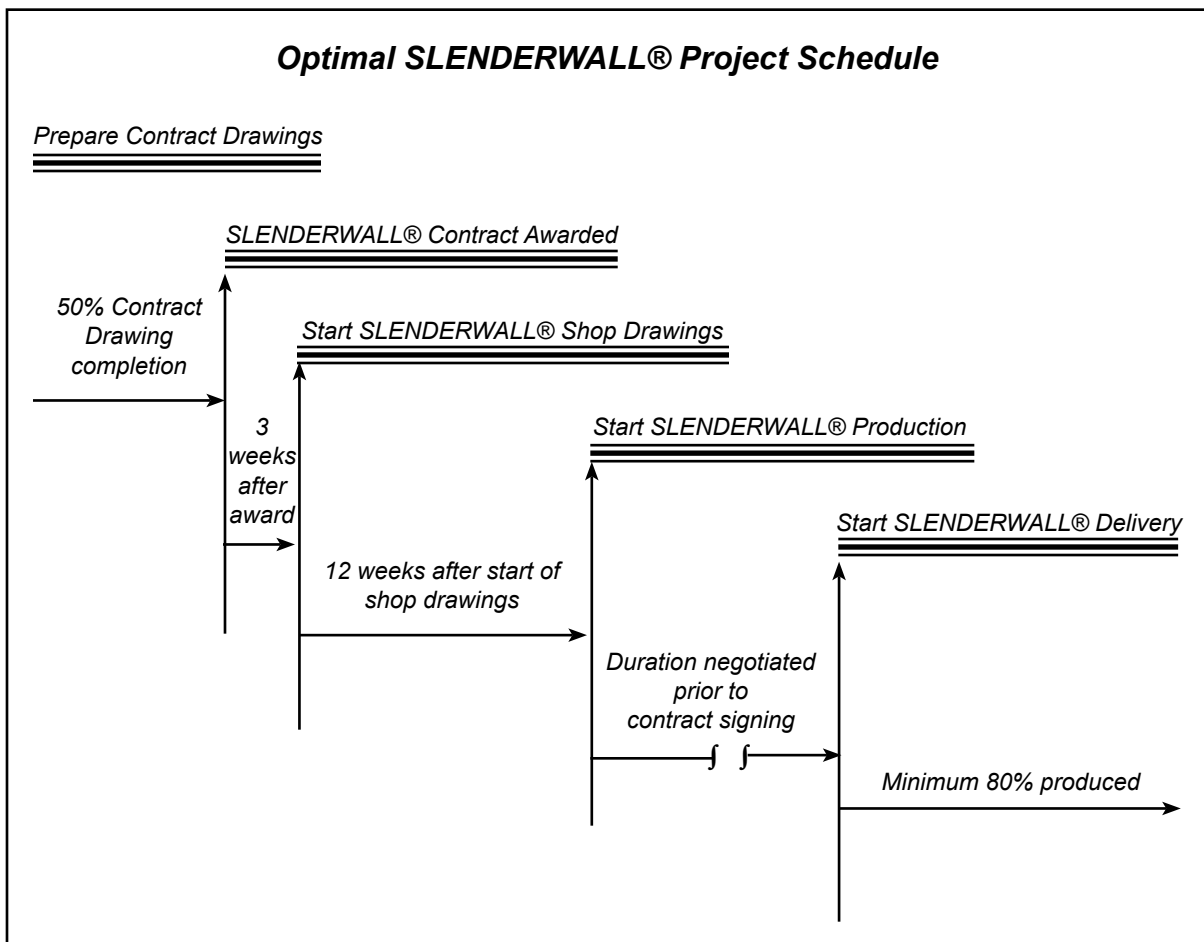 Optimal SLENDERWALL® Project Schedule
Prepare Contract Drawings
SLENDERWALL® Contract Awarded
50% Contract
Drawing
completion
Start SLENDERWALL® Shop Drawings
3
weeks
after
award
Start SLENDERWALL® Production
12 weeks after start of
shop drawings
Start SLENDERWALL® Delivery
Duration negotiated
prior to
contract signing
Minimum 80% produced